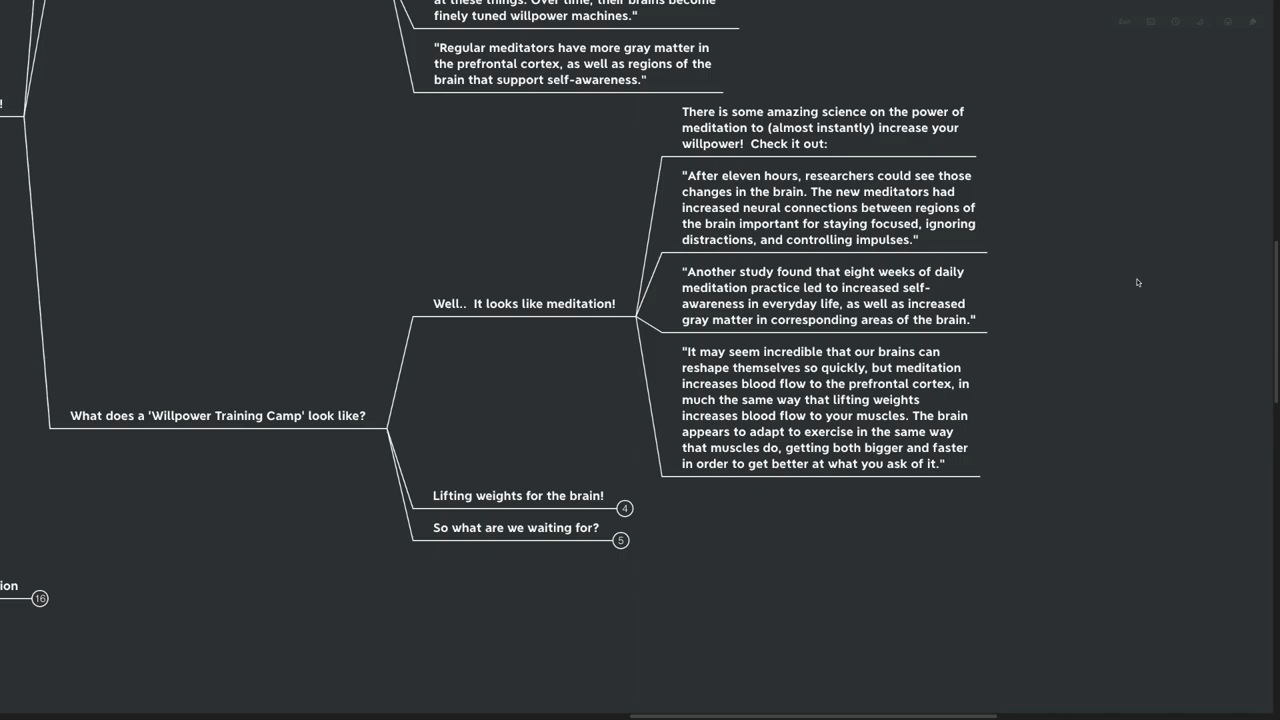 at these things. Over time, their brains become
finely tuned willpower machines."
"Regular meditators have more gray matter in
the prefrontal cortex, as well as regions of the
brain that support self-awareness."
!
There is some amazing science on the power of
meditation to (almost instantly) increase your
willpower!  Check it out:
"After eleven hours, researchers could see those
changes in the brain. The new meditators had
increased neural connections between regions of
the brain important for staying focused, ignoring
distractions, and controlling impulses."
"Another study found that eight weeks of daily
meditation practice led to increased self-
awareness in everyday life, as well as increased
gray matter in corresponding areas of the brain."
Well..  It looks like meditation!
"It may seem incredible that our brains can
reshape themselves so quickly, but meditation
increases blood flow to the prefrontal cortex, in
much the same way that lifting weights
increases blood flow to your muscles. The brain
appears to adapt to exercise in the same way
that muscles do, getting both bigger and faster
in order to get better at what you ask of it."
What does a 'Willpower Training Camp' look like?
Lifting weights for the brain! 4
So what are we waiting for? 5
ion 16